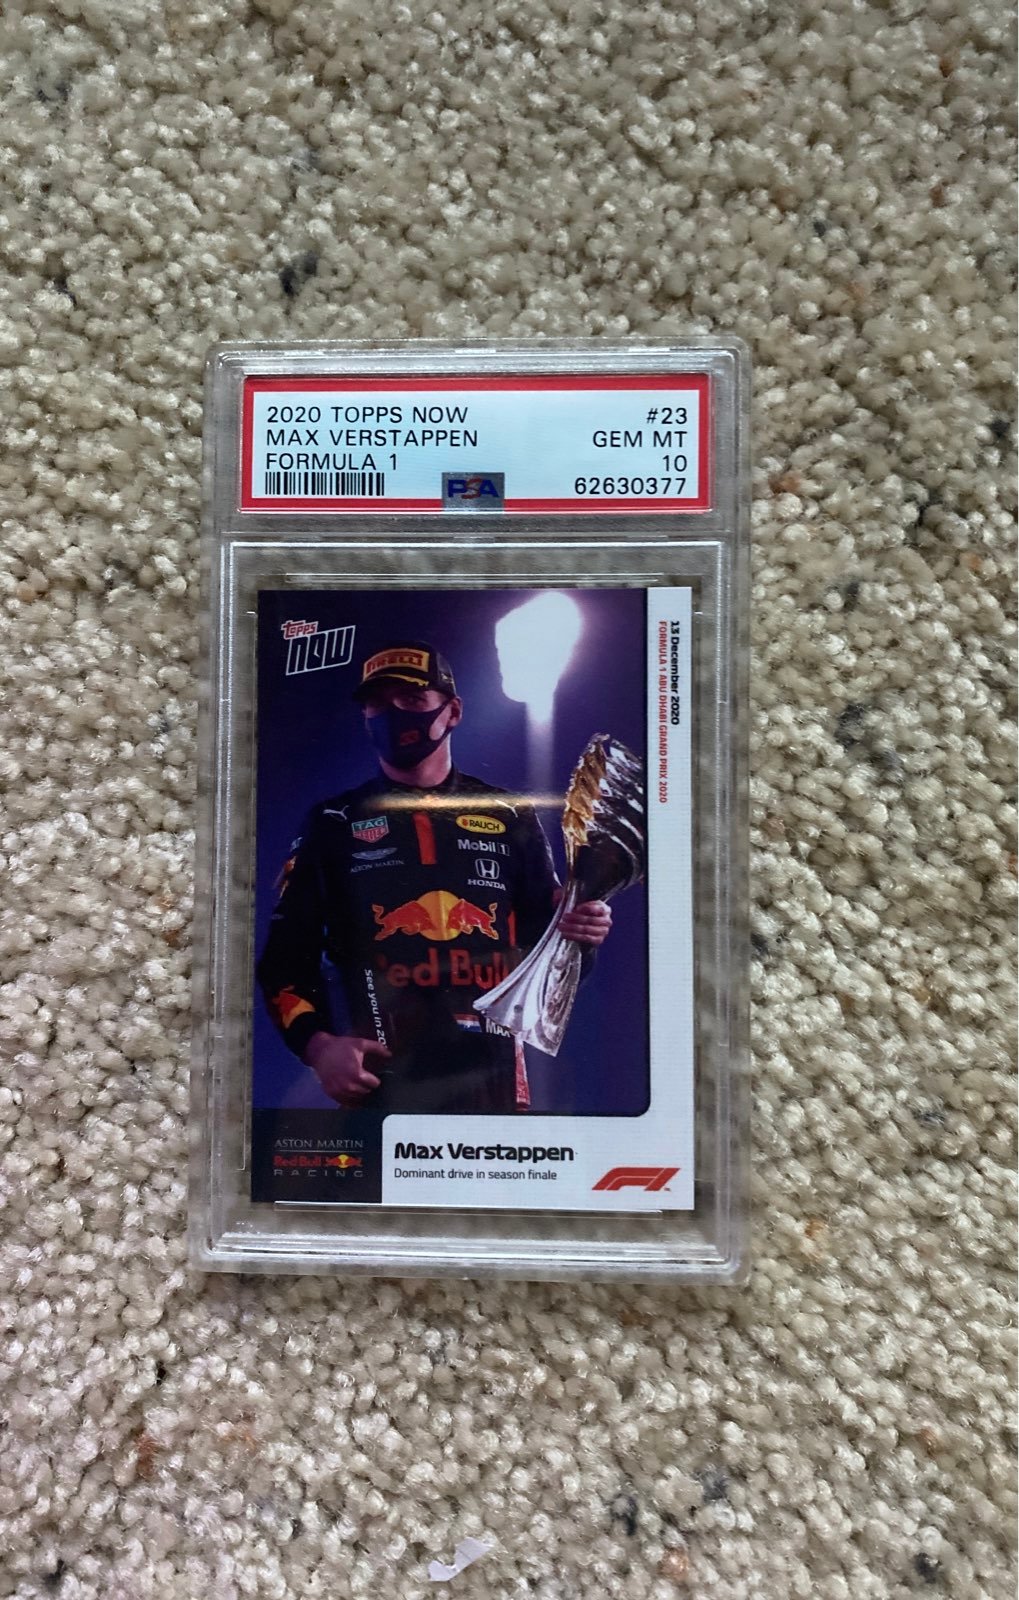 2020 TOPPS NOW
#23
MAX VERSTAPPEN
GEM MT
FORMULA 1
10
PSA
62630377
topps
NOW
13 December 2020
FORMULA 1 ABU DHABI GRAND PRIX 2020
PIRELLI
TAG
HEUER
ASTON MARTIN
RAUCH
Mobil 1
HONDA
Red Bull
See you in 20
MAX
ASTON MARTIN
Red Bull
RACING
Max Verstappen
Dominant drive in season finale
F1